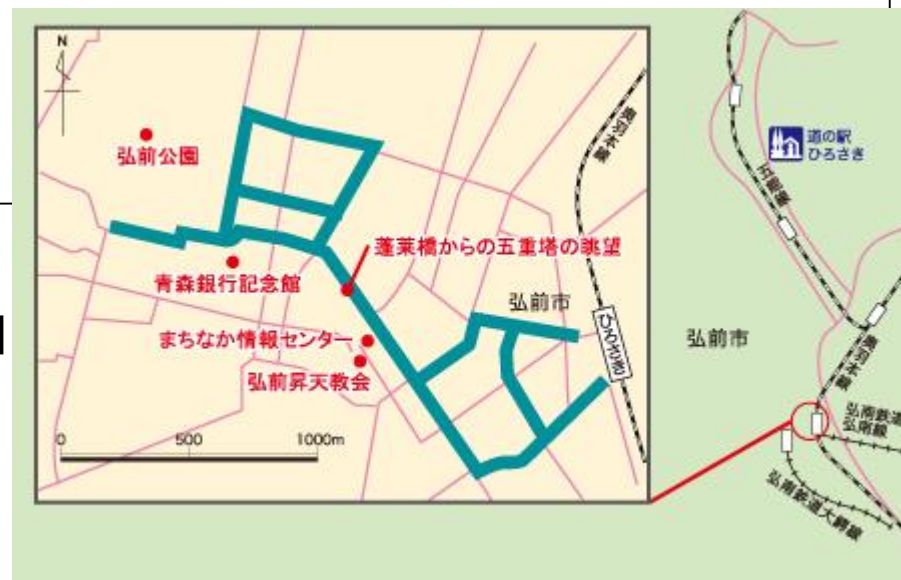 N
弘前公園
奥羽本線
蓬莱橋からの五重塔の眺望
青森銀行記念館
弘前市
まちなか情報センター
弘前昇天教会
ひろさき
0 500 1000m
道の駅
ひろさき
五能線
弘前市
奥羽本線
弘南鉄道
弘南線
弘南鉄道大鰐線